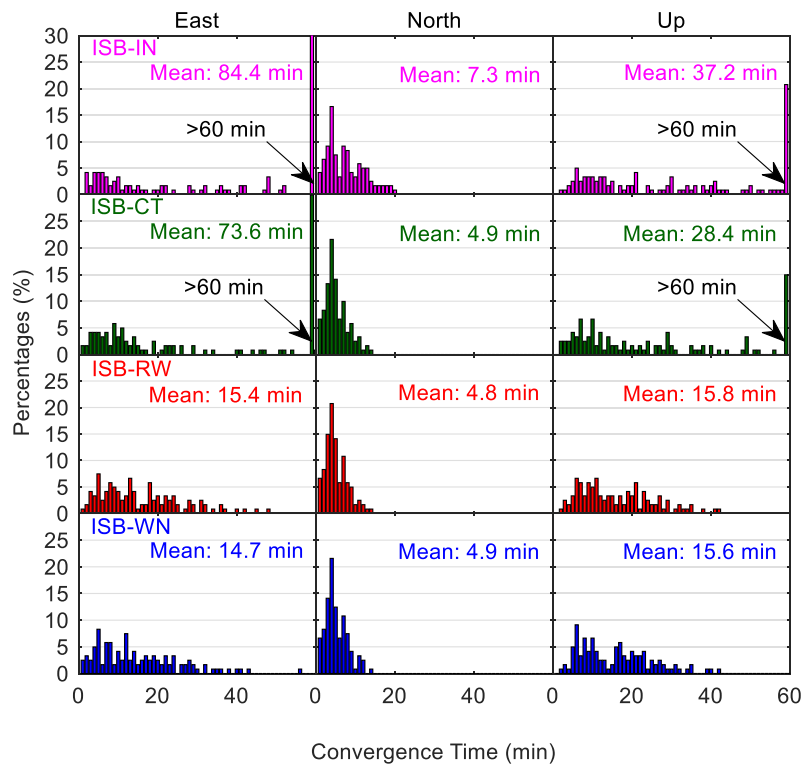 East North Up
30
ISB-IN
Mean: 84.4 min Mean: 7.3 min Mean: 37.2 min
25
20
15
>60 min >60 min
10
5
0
ISB-CT
Mean: 73.6 min Mean: 4.9 min Mean: 28.4 min
25
20
15
>60 min >60 min
10
5
0
ISB-RW
Mean: 15.4 min Mean: 4.8 min Mean: 15.8 min
25
20
15
10
5
0
ISB-WN
Mean: 14.7 min Mean: 4.9 min Mean: 15.6 min
25
20
15
10
5
0
Percentages (%)
0 20 40 0 20 40 0 20 40 60
Convergence Time (min)